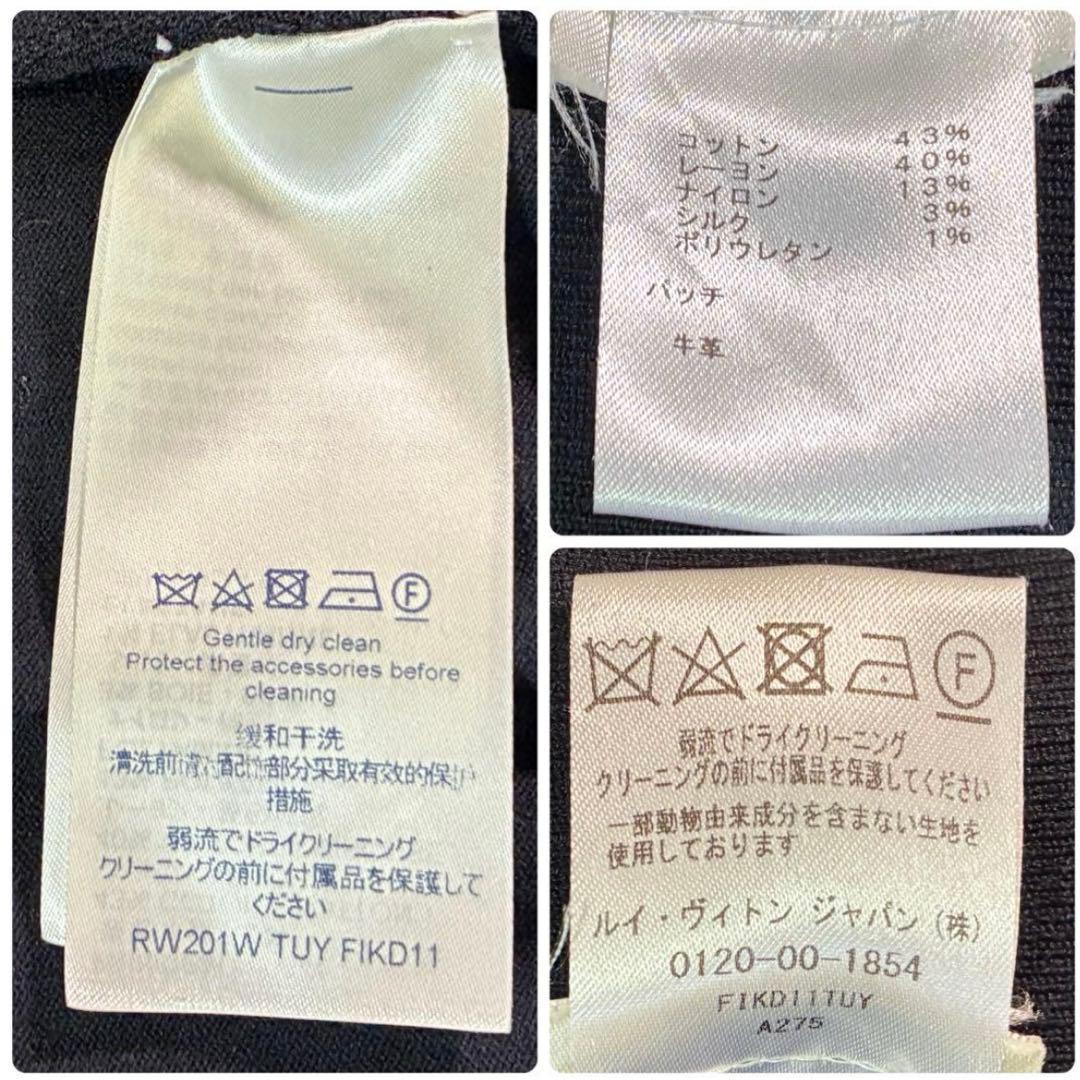 F
Gentle dry clean
Protect the accessories before
cleaning
缓和干洗
清洗前请对配饰部分采取有效的保护
措施
弱流でドライクリーニング
クリーニングの前に付属品を保護して
ください
RW201W TUY FIKD11
コットン 43%
レーヨン 40%
ナイロン 13%
シルク 3%
ポリウレタン 1%
パッチ
牛革
F
弱流でドライクリーニング
クリーニングの前に付属品を保護してください
一部動物由来成分を含まない生地を
使用しております
ルイ・ヴィトン ジャパン(株)
0120-00-1854
FIKD11TUY
A275